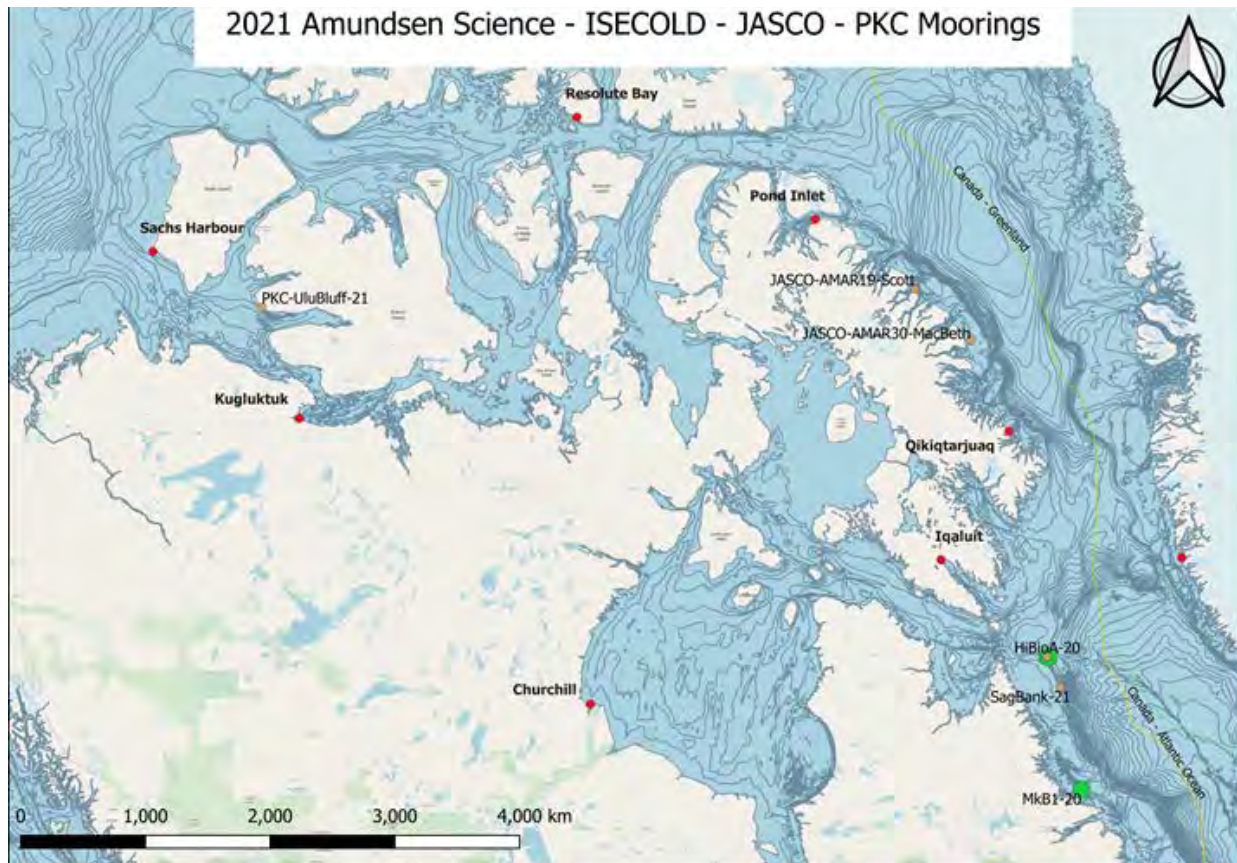 2021 Amundsen Science - ISECOLD - JASCO - PKC Moorings
Resolute Bay
Canada - Greenland
Pond Inlet
Sachs Harbour
JASCO-AMAR19-Scott
PKC-UluBluff-21
JASCO-AMAR30-MacBeth
Kugluktuk
Qikiqtarjuaq
Iqaluit
HiBioA-20
SagBank-21
Churchill
Canada - Atlantic Ocean
MkB1-20
0 1,000 2,000 3,000 4,000 km